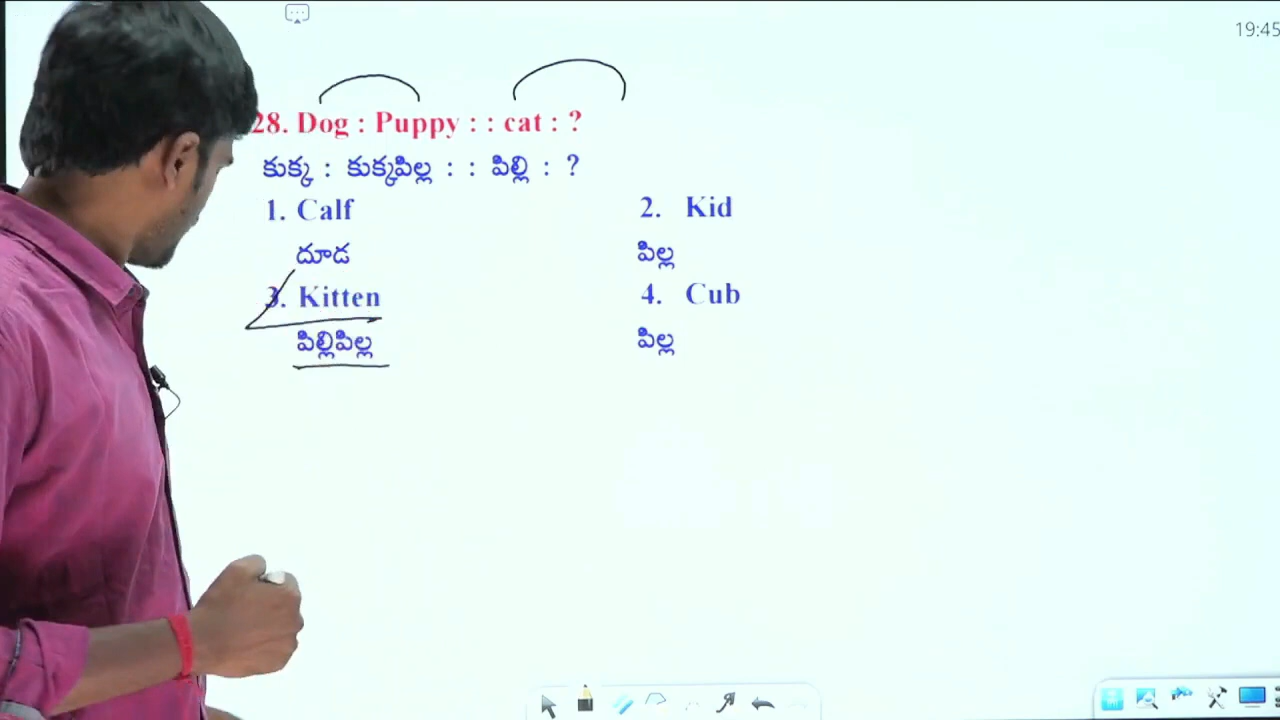 19:45
28. Dog : Puppy : : cat : ?
కుక్క : కుక్కపిల్ల : : పిల్లి : ?
1. Calf 2. Kid
దూడ పిల్ల
3. Kitten 4. Cub
పిల్లిపిల్ల పిల్ల